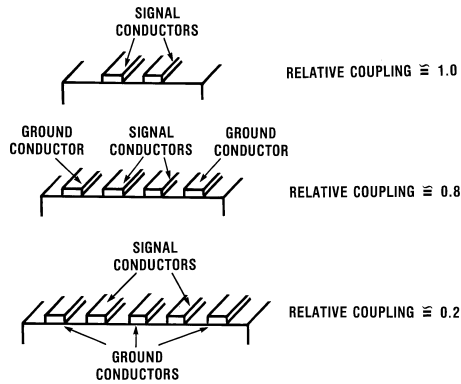 SIGNAL
CONDUCTORS
RELATIVE COUPLING ≅ 1.0
GROUND
CONDUCTOR
SIGNAL
CONDUCTORS
GROUND
CONDUCTOR
RELATIVE COUPLING ≅ 0.8
SIGNAL
CONDUCTORS
RELATIVE COUPLING ≅ 0.2
GROUND
CONDUCTORS